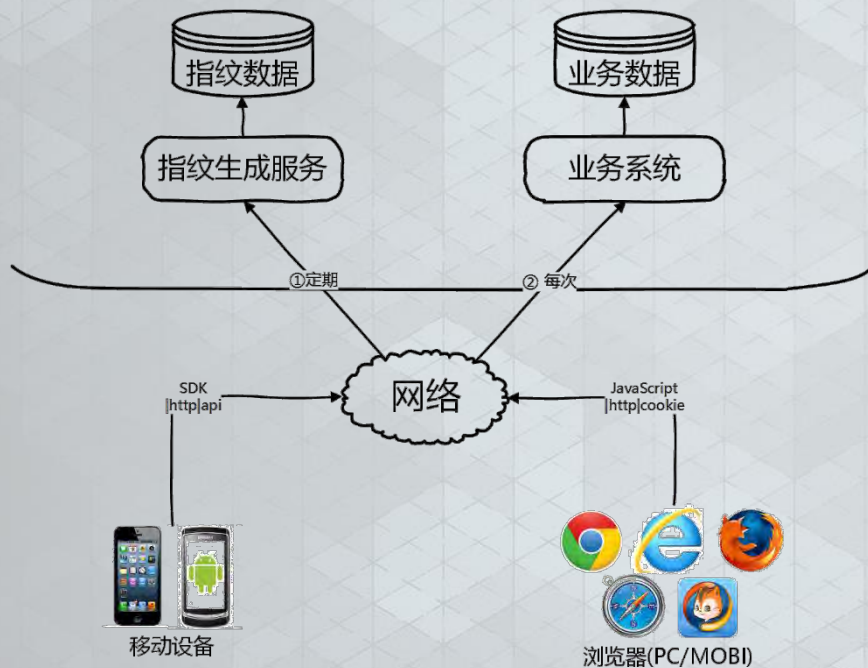 指纹数据
业务数据
指纹生成服务
业务系统
①定期
② 每次
SDK
|http|api
网络
JavaScript
|http|cookie
移动设备
浏览器(PC/MOBI)